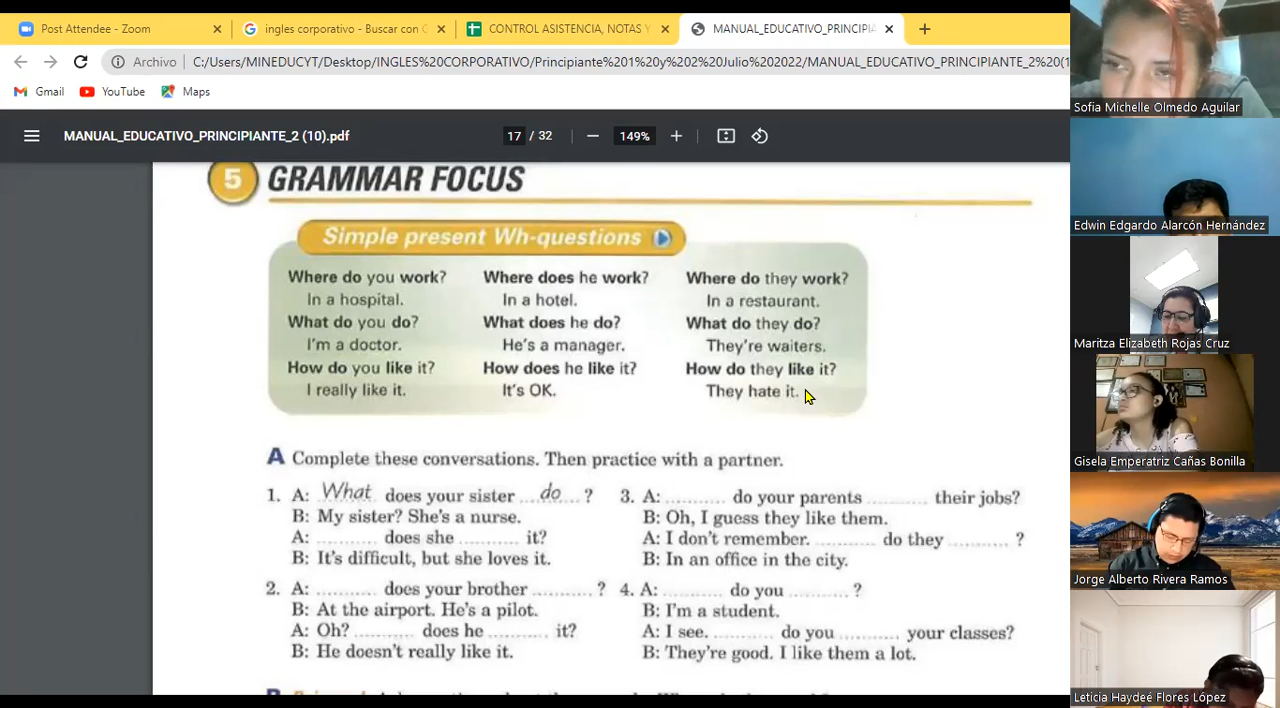 Post Attendee - Zoom
ingles corporativo - Buscar con G
CONTROL ASISTENCIA, NOTAS Y
MANUAL_EDUCATIVO_PRINCIPIA
Archivo
C:/Users/MINEDUCYT/Desktop/INGLES%20CORPORATIVO/Principiante%201%20y%202%20Julio%202022/MANUAL_EDUCATIVO_PRINCIPIANTE_2%20(1
Gmail
YouTube
Maps
MANUAL_EDUCATIVO_PRINCIPIANTE_2 (10).pdf
17 / 32
149%
5 GRAMMAR FOCUS
Simple present Wh-questions
Where do you work?
In a hospital.
What do you do?
I'm a doctor.
How do you like it?
I really like it.
Where does he work?
In a hotel.
What does he do?
He's a manager.
How does he like it?
It's OK.
Where do they work?
In a restaurant.
What do they do?
They're waiters.
How do they like it?
They hate it.
A Complete these conversations. Then practice with a partner.
1. A: What does your sister do ?
B: My sister? She's a nurse.
A: .......... does she .......... it?
B: It's difficult, but she loves it.
2. A: .......... does your brother .......... ?
B: At the airport. He's a pilot.
A: Oh? .......... does he .......... it?
B: He doesn't really like it.
3. A: .......... do your parents .......... their jobs?
B: Oh, I guess they like them.
A: I don't remember. .......... do they .......... ?
B: In an office in the city.
4. A: .......... do you .......... ?
B: I'm a student.
A: I see. .......... do you .......... your classes?
B: They're good. I like them a lot.
Sofia Michelle Olmedo Aguilar
Edwin Edgardo Alarcón Hernández
Maritza Elizabeth Rojas Cruz
Gisela Emperatriz Cañas Bonilla
Jorge Alberto Rivera Ramos
Leticia Haydeé Flores López